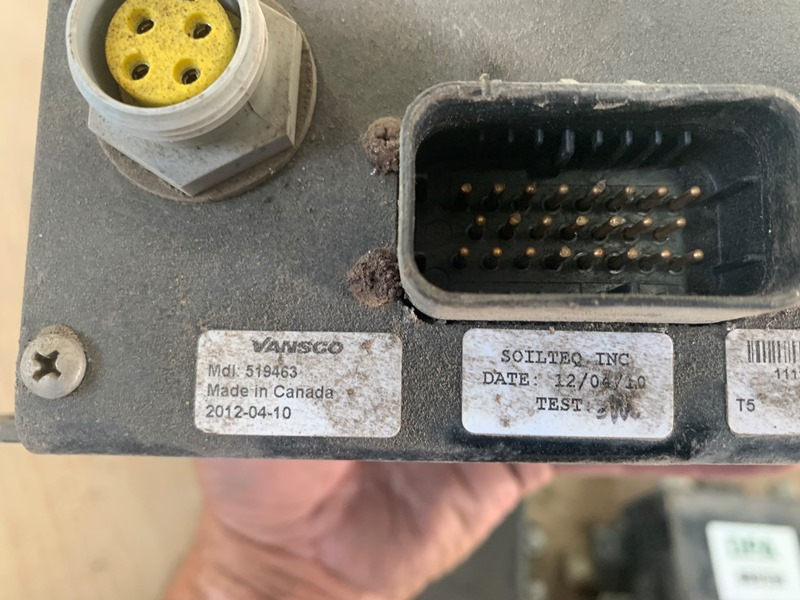 VANSCO
Mdl. 519463
Made in Canada
2012-04-10
SOILTEQ INC
DATE: 12/04/10
TEST:
T5